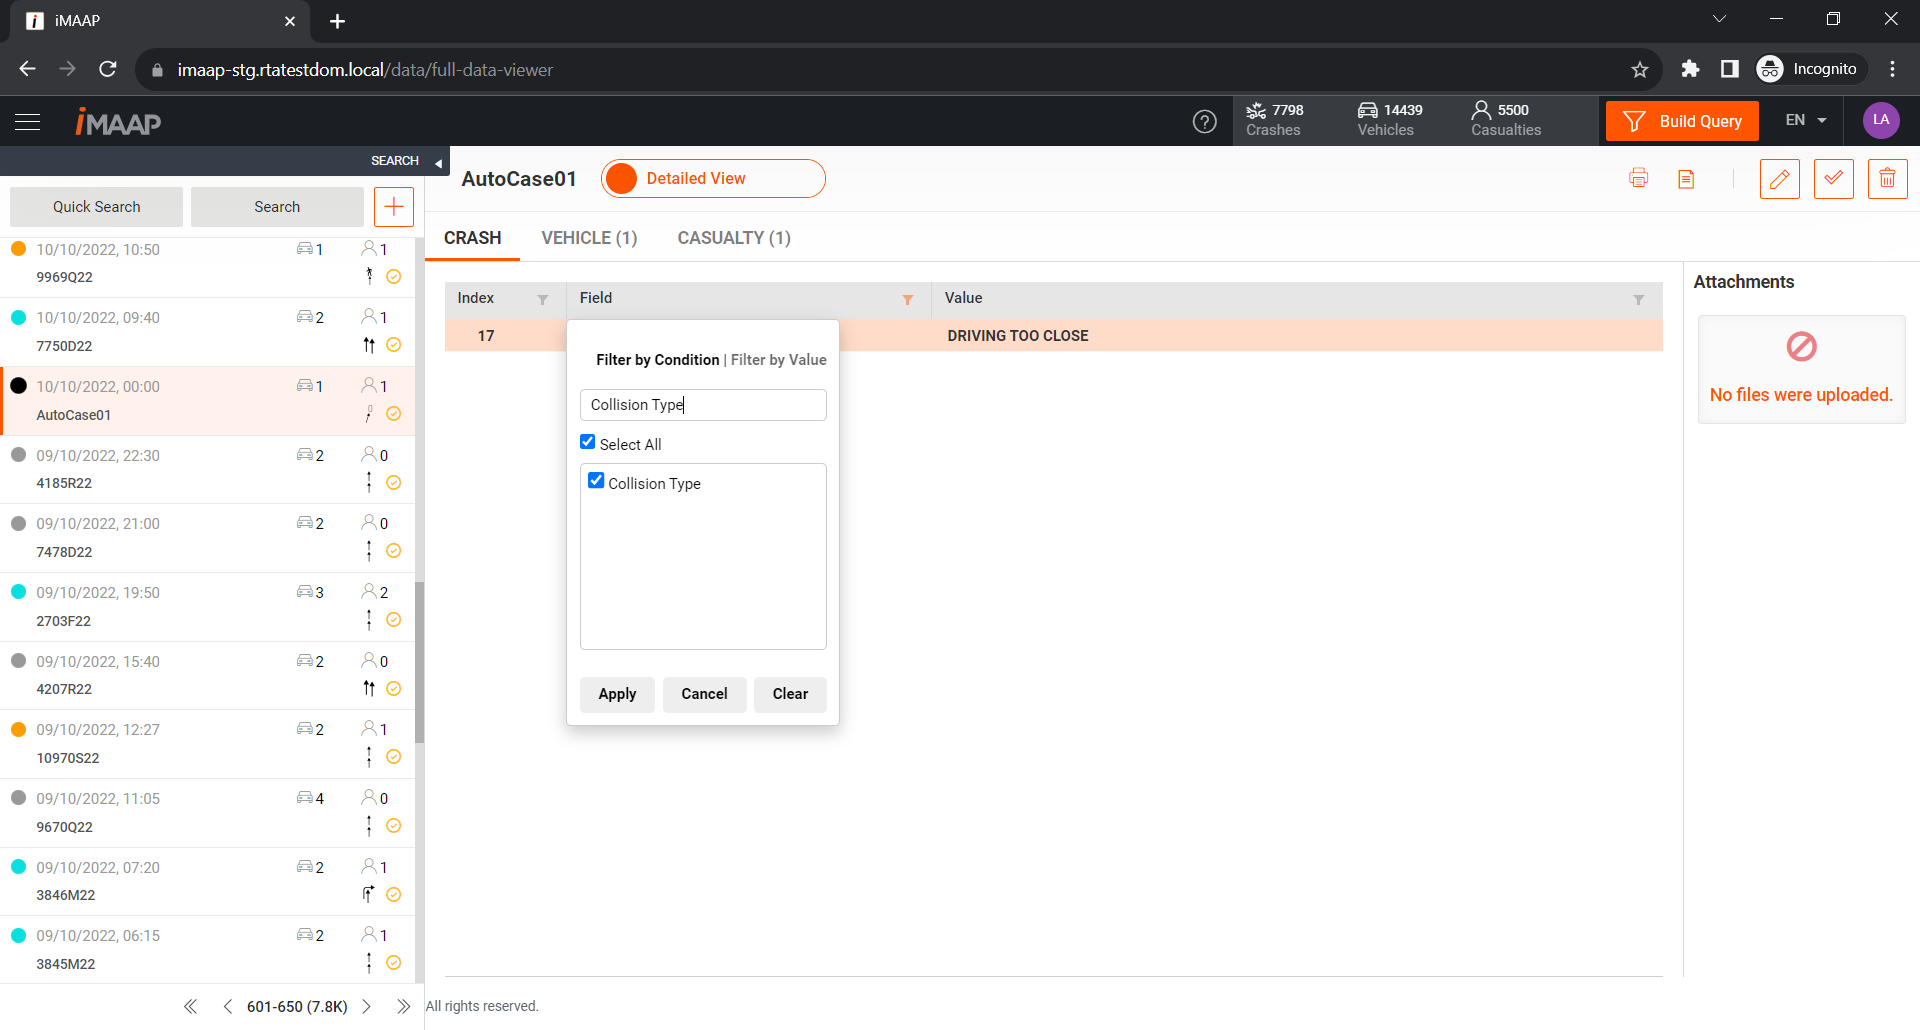 iMAAP
imaap-stg.rtatestdom.local/data/full-data-viewer
Incognito
iMAAP
7798
Crashes
14439
Vehicles
5500
Casualties
Build Query
EN
LA
SEARCH
Quick Search
Search
AutoCase01
Detailed View
CRASH
VEHICLE (1)
CASUALTY (1)
10/10/2022, 10:50 1 1
9969Q22
10/10/2022, 09:40 2 1
7750D22
10/10/2022, 00:00 1 1
AutoCase01
09/10/2022, 22:30 2 0
4185R22
09/10/2022, 21:00 2 0
7478D22
09/10/2022, 19:50 3 2
2703F22
09/10/2022, 15:40 2 0
4207R22
09/10/2022, 12:27 2 1
10970S22
09/10/2022, 11:05 4 0
9670Q22
09/10/2022, 07:20 2 1
3846M22
09/10/2022, 06:15 2 1
3845M22
601-650 (7.8K)
Index Field Value
17 DRIVING TOO CLOSE
Filter by Condition | Filter by Value
Collision Type
Select All
Collision Type
Apply Cancel Clear
Attachments
No files were uploaded.
All rights reserved.